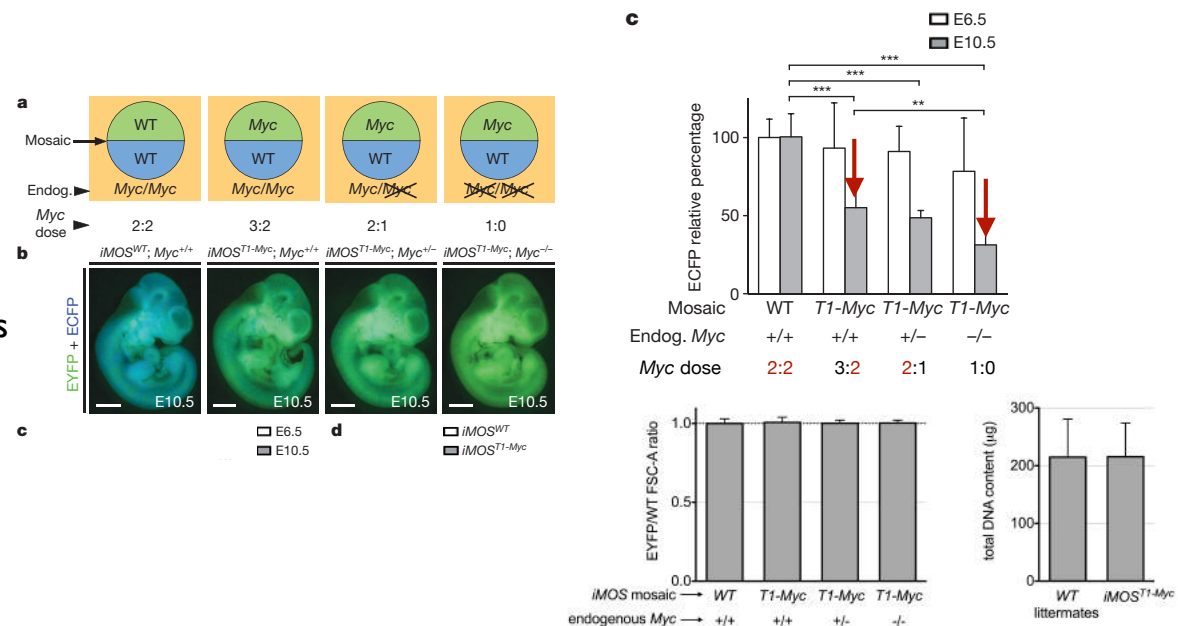 a
WT Myc Myc Myc
Mosaic WT WT WT WT
Endog. Myc/Myc Myc/Myc Myc/Myc Myc/Myc
Myc dose 2:2 3:2 2:1 1:0
b iMOS^WT; Myc^+/+ iMOS^T1-Myc; Myc^+/+ iMOS^T1-Myc; Myc^+/– iMOS^T1-Myc; Myc^–/–
s
EYFP + ECFP
E10.5 E10.5 E10.5 E10.5
c E6.5 d iMOS^WT
E10.5 iMOS^T1-Myc
c E6.5
E10.5
***
***
*** **
ECFP relative percentage
100
50
0
Mosaic WT T1-Myc T1-Myc T1-Myc
Endog. Myc +/+ +/+ +/– –/–
Myc dose 2:2 3:2 2:1 1:0
EYFP/WT FSC-A ratio
1.0
0.5
0.0
iMOS mosaic WT T1-Myc T1-Myc T1-Myc
endogenous Myc +/+ +/+ +/- -/-
total DNA content (µg)
300
200
100
0
WT iMOS^T1-Myc
littermates